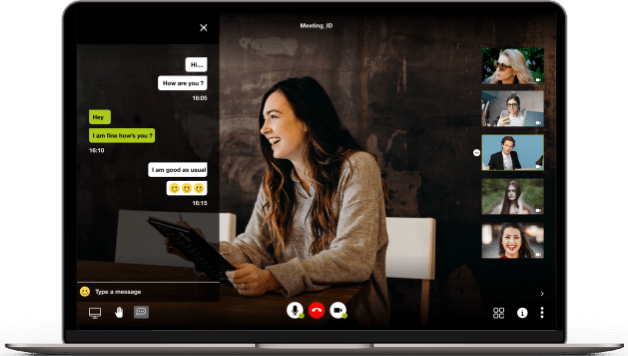 Meeting_ID
Hi...
How are you ?
16:05
Hey
I am fine how's you ?
16:10
I am good as usual
16:15
Type a message